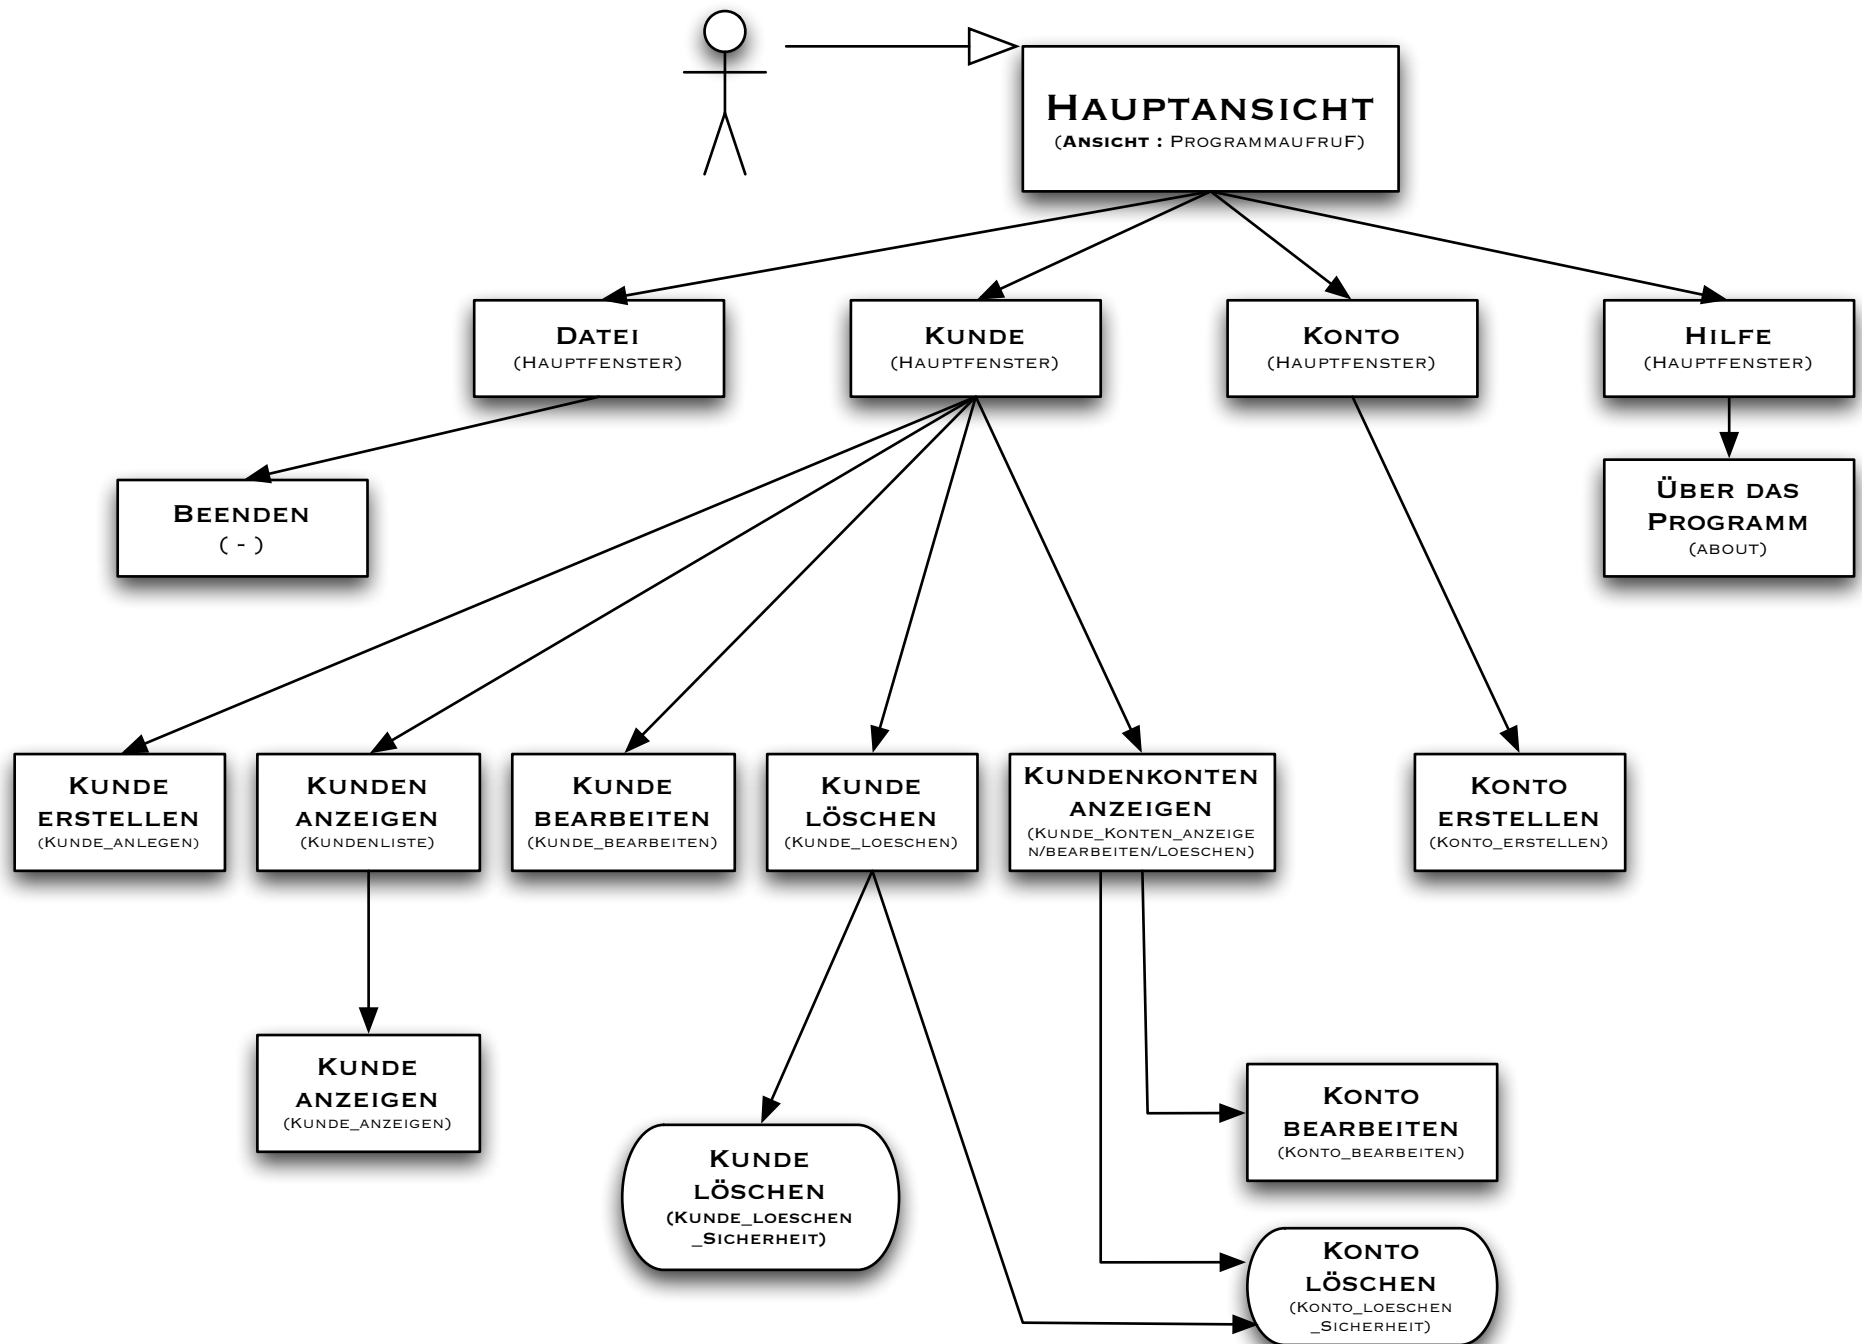 Hauptansicht
(Ansicht : ProgrammaufruF)
Datei
(Hauptfenster)
Kunde
(Hauptfenster)
Konto
(Hauptfenster)
Hilfe
(Hauptfenster)
Beenden
( - )
Über das
Programm
(about)
Kunde
erstellen
(Kunde_anlegen)
Kunden
anzeigen
(Kundenliste)
Kunde
bearbeiten
(Kunde_bearbeiten)
Kunde
löschen
(Kunde_loeschen)
Kundenkonten
anzeigen
(Kunde_Konten_anzeige
n/bearbeiten/loeschen)
Konto
erstellen
(Konto_erstellen)
Kunde
anzeigen
(Kunde_anzeigen)
Konto
bearbeiten
(Konto_bearbeiten)
Kunde
löschen
(Kunde_loeschen
_Sicherheit)
Konto
löschen
(Konto_loeschen
_Sicherheit)